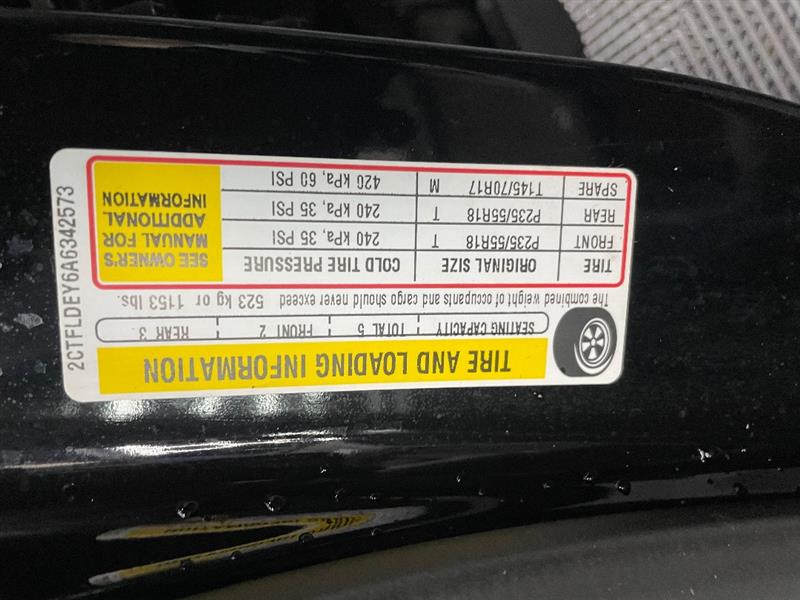 TIRE AND LOADING INFORMATION
SEATING CAPACITY TOTAL 5 FRONT 2 REAR 3
The combined weight of occupants and cargo should never exceed 523 kg or 1153 lbs.
TIRE ORIGINAL SIZE COLD TIRE PRESSURE
FRONT P235/55R18 T 240 kPa, 35 PSI
REAR P235/55R18 T 240 kPa, 35 PSI
SPARE T145/70R17 M 420 kPa, 60 PSI
SEE OWNER'S
MANUAL FOR
ADDITIONAL
INFORMATION
2CTFLDEY6A6342573